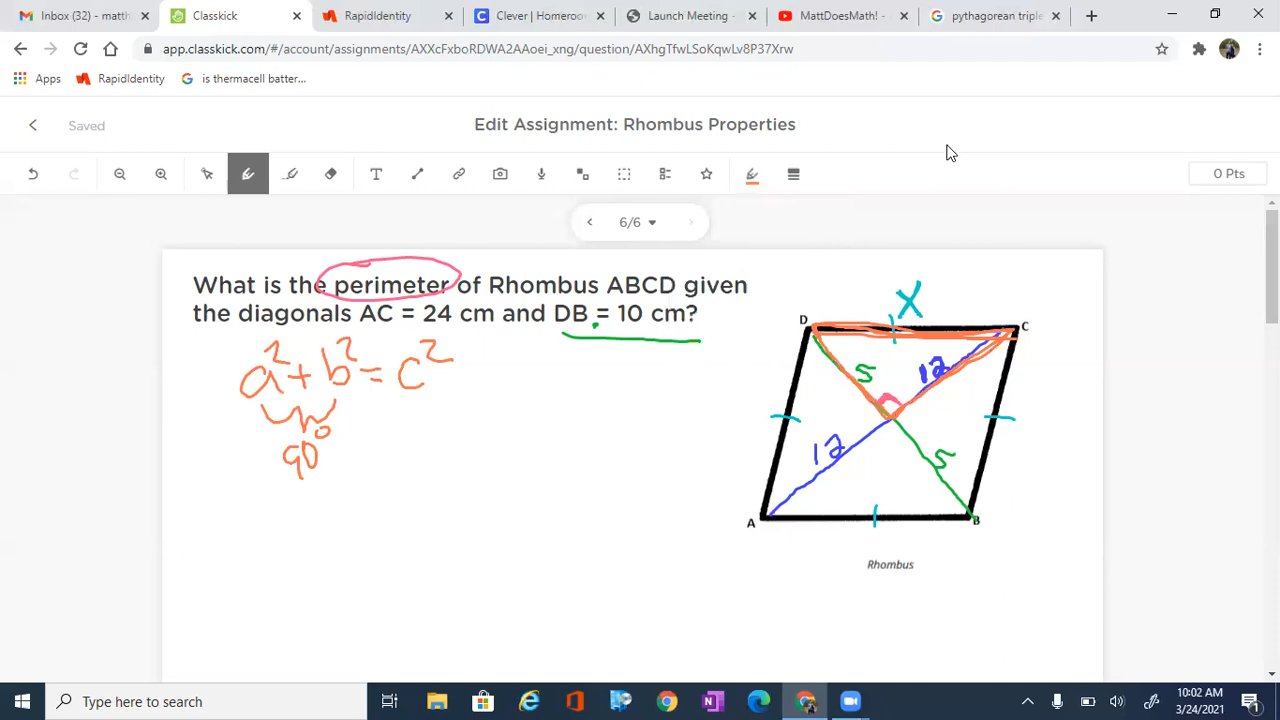 Inbox (32) - math
Classkick
RapidIdentity
Clever | Homeroo
Launch Meeting -
MattDoesMath -
pythagorean triple
app.classkick.com/#/account/assignments/AXXcFxboRDWA2AAoei_xng/question/AXhgTfwLSoKqwLv8P37Xrw
Apps
RapidIdentity
is thermacell batter...
Saved
Edit Assignment: Rhombus Properties
0 Pts
6/6
What is the perimeter of Rhombus ABCD given
the diagonals AC = 24 cm and DB = 10 cm?
a² + b² = c²
90°
X
D
C
5
12
12
5
A
B
Rhombus
Type here to search
10:02 AM
3/24/2021
1